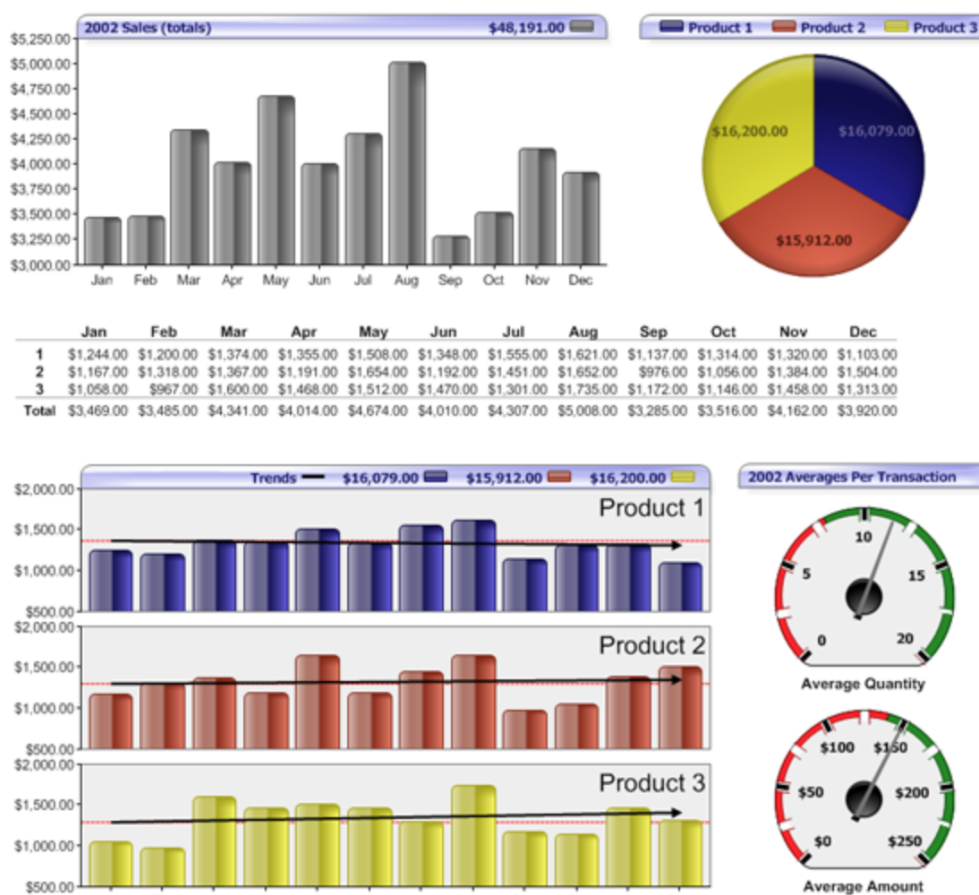 2002 Sales (totals) $48,191.00
$5,250.00
$5,000.00
$4,750.00
$4,500.00
$4,250.00
$4,000.00
$3,750.00
$3,500.00
$3,250.00
$3,000.00
Jan Feb Mar Apr May Jun Jul Aug Sep Oct Nov Dec
Product 1 Product 2 Product 3
$16,200.00 $16,079.00
$15,912.00
Jan Feb Mar Apr May Jun Jul Aug Sep Oct Nov Dec
1 $1,244.00 $1,200.00 $1,374.00 $1,355.00 $1,508.00 $1,348.00 $1,555.00 $1,621.00 $1,137.00 $1,314.00 $1,320.00 $1,103.00
2 $1,167.00 $1,318.00 $1,367.00 $1,191.00 $1,654.00 $1,192.00 $1,451.00 $1,652.00 $976.00 $1,056.00 $1,384.00 $1,504.00
3 $1,058.00 $967.00 $1,600.00 $1,468.00 $1,512.00 $1,470.00 $1,301.00 $1,735.00 $1,172.00 $1,146.00 $1,458.00 $1,313.00
Total $3,469.00 $3,485.00 $4,341.00 $4,014.00 $4,674.00 $4,010.00 $4,307.00 $5,008.00 $3,285.00 $3,516.00 $4,162.00 $3,920.00
Trends $16,079.00 $15,912.00 $16,200.00
$2,000.00
Product 1
$1,500.00
$1,000.00
$500.00
$2,000.00
Product 2
$1,500.00
$1,000.00
$500.00
$2,000.00
Product 3
$1,500.00
$1,000.00
$500.00
2002 Averages Per Transaction
10
5 15
0 20
Average Quantity
$100 $150
$50 $200
$0 $250
Average Amount